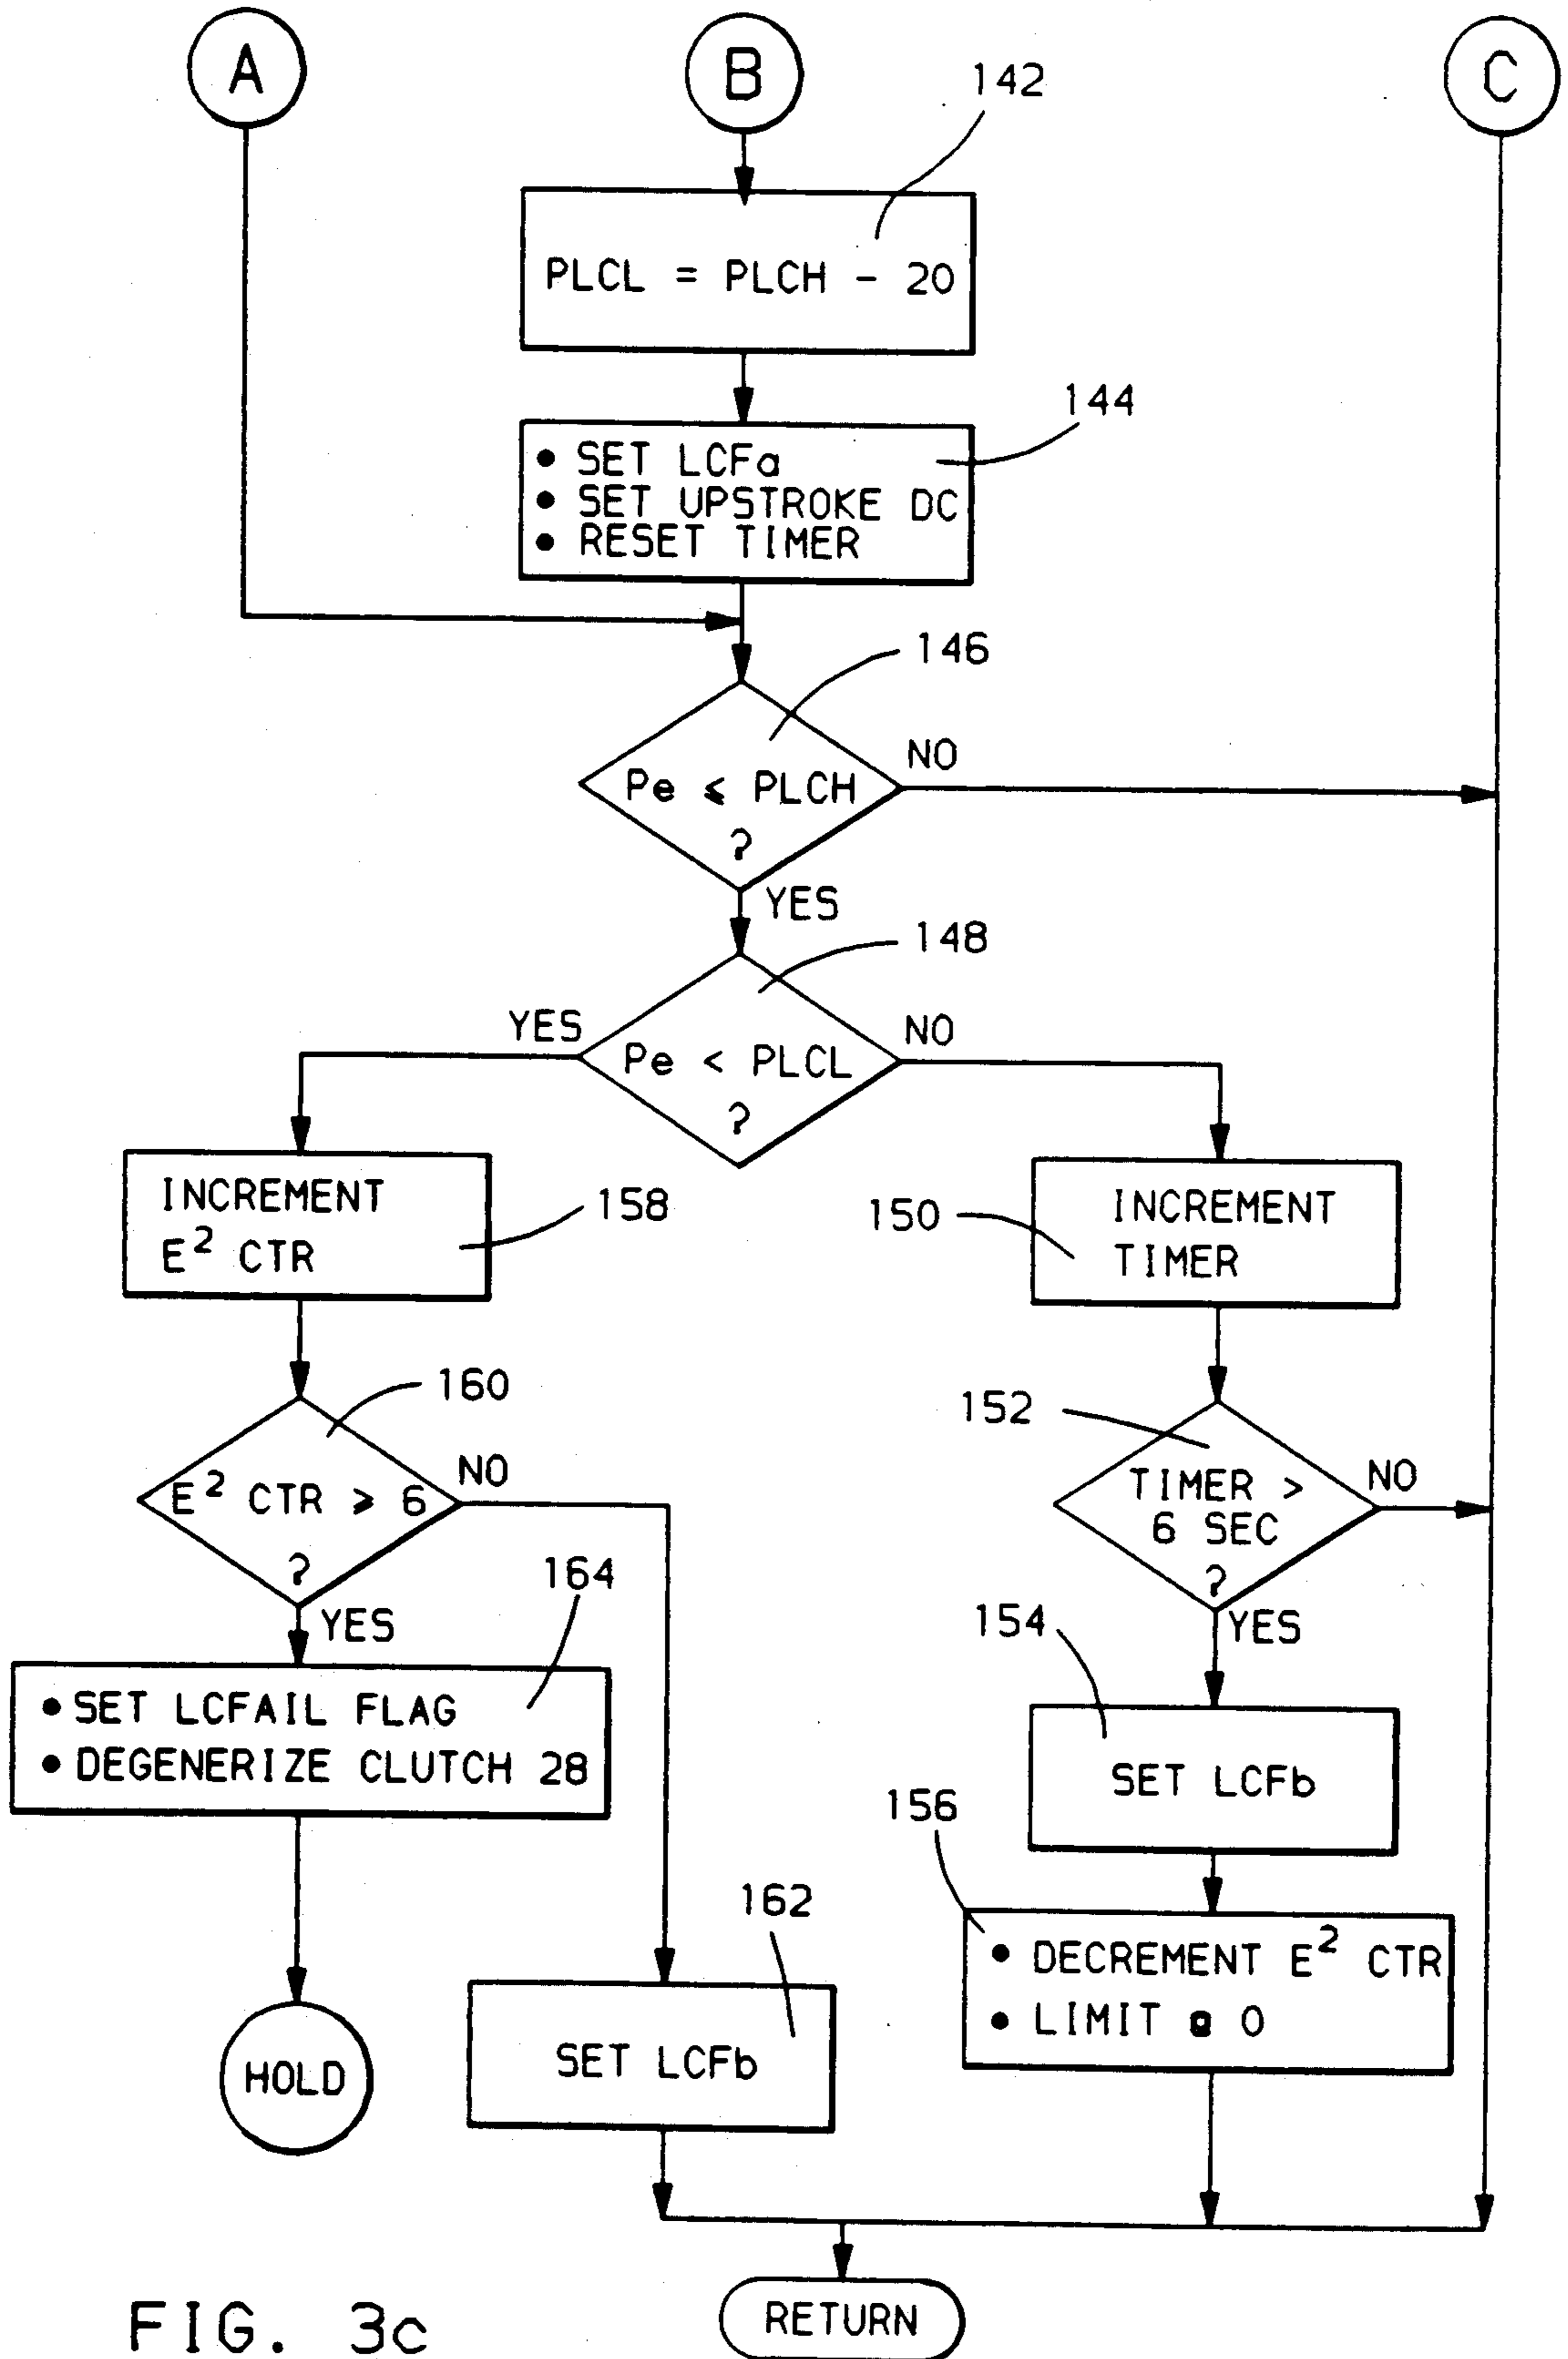 A
B
C
142
PLCL = PLCH - 20
144
• SET LCFa
• SET UPSTROKE DC
• RESET TIMER
146
Pe ⩽ PLCH
?
NO
YES
148
Pe < PLCL
?
YES
NO
INCREMENT
E² CTR
158
150
INCREMENT
TIMER
160
E² CTR ⩾ 6
?
NO
YES
152
TIMER >
6 SEC
?
NO
YES
164
• SET LCFAIL FLAG
• DEGENERIZE CLUTCH 28
154
SET LCFb
156
• DECREMENT E² CTR
• LIMIT @ 0
162
SET LCFb
HOLD
RETURN
FIG. 3c